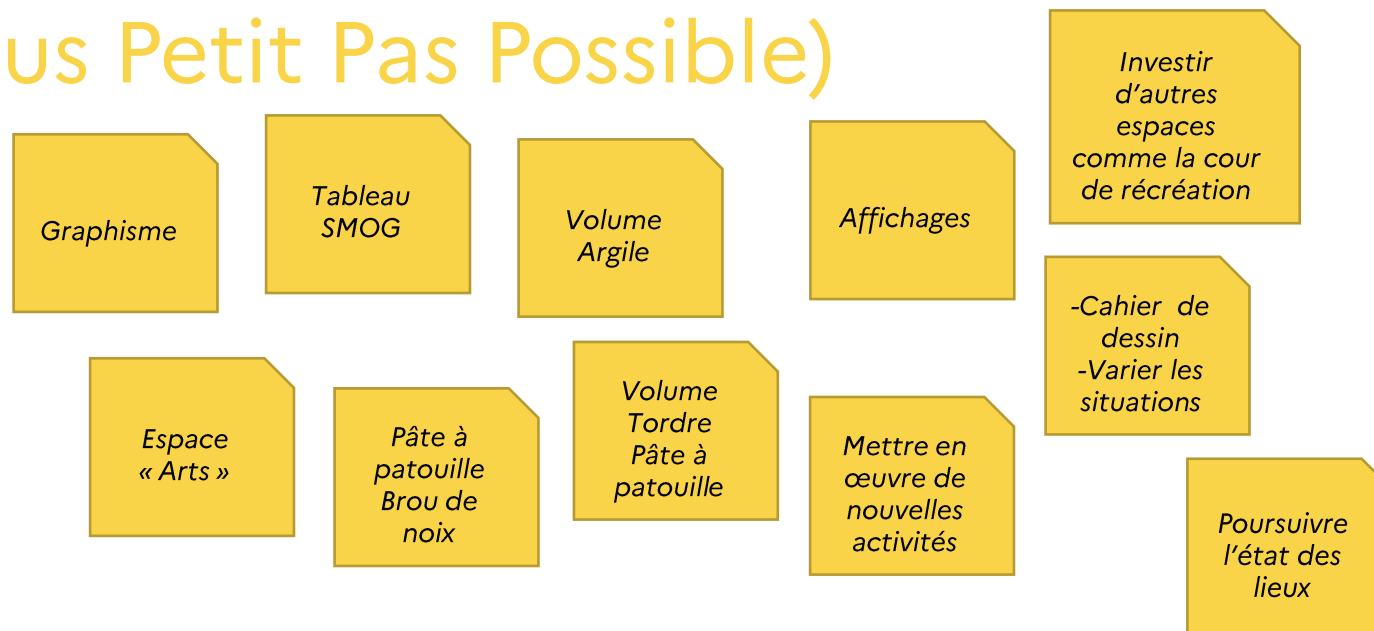 us Petit Pas Possible)
Graphisme
Tableau
SMOG
Volume
Argile
Affichages
Investir
d’autres
espaces
comme la cour
de récréation
Espace
« Arts »
Pâte à
patouille
Brou de
noix
Volume
Tordre
Pâte à
patouille
Mettre en
œuvre de
nouvelles
activités
-Cahier  de
dessin
-Varier les
situations
Poursuivre
l’état des
lieux